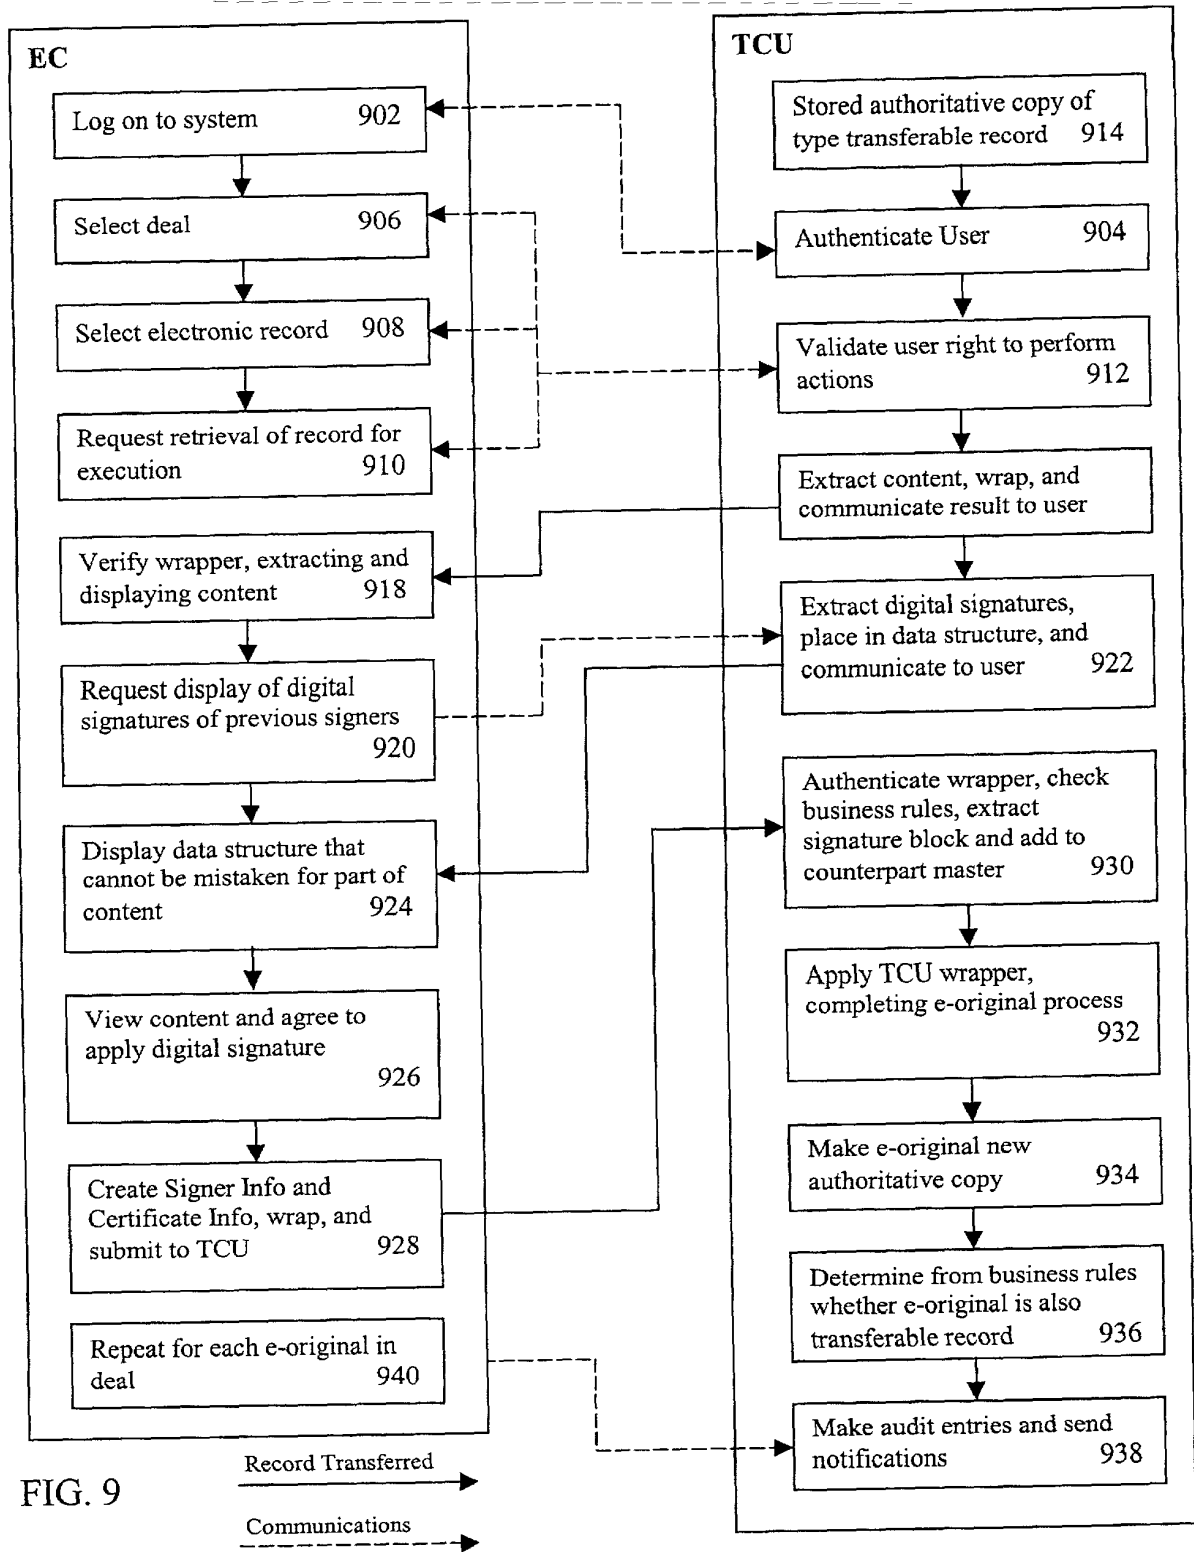 EC
Log on to system 902
Select deal 906
Select electronic record 908
Request retrieval of record for
execution 910
Verify wrapper, extracting and
displaying content 918
Request display of digital
signatures of previous signers
920
Display data structure that
cannot be mistaken for part of
content 924
View content and agree to
apply digital signature
926
Create Signer Info and
Certificate Info, wrap, and
submit to TCU 928
Repeat for each e-original in
deal 940
TCU
Stored authoritative copy of
type transferable record 914
Authenticate User 904
Validate user right to perform
actions 912
Extract content, wrap, and
communicate result to user
Extract digital signatures,
place in data structure, and
communicate to user 922
Authenticate wrapper, check
business rules, extract
signature block and add to
counterpart master 930
Apply TCU wrapper,
completing e-original process
932
Make e-original new
authoritative copy 934
Determine from business rules
whether e-original is also
transferable record 936
Make audit entries and send
notifications 938
FIG. 9
Record Transferred
Communications